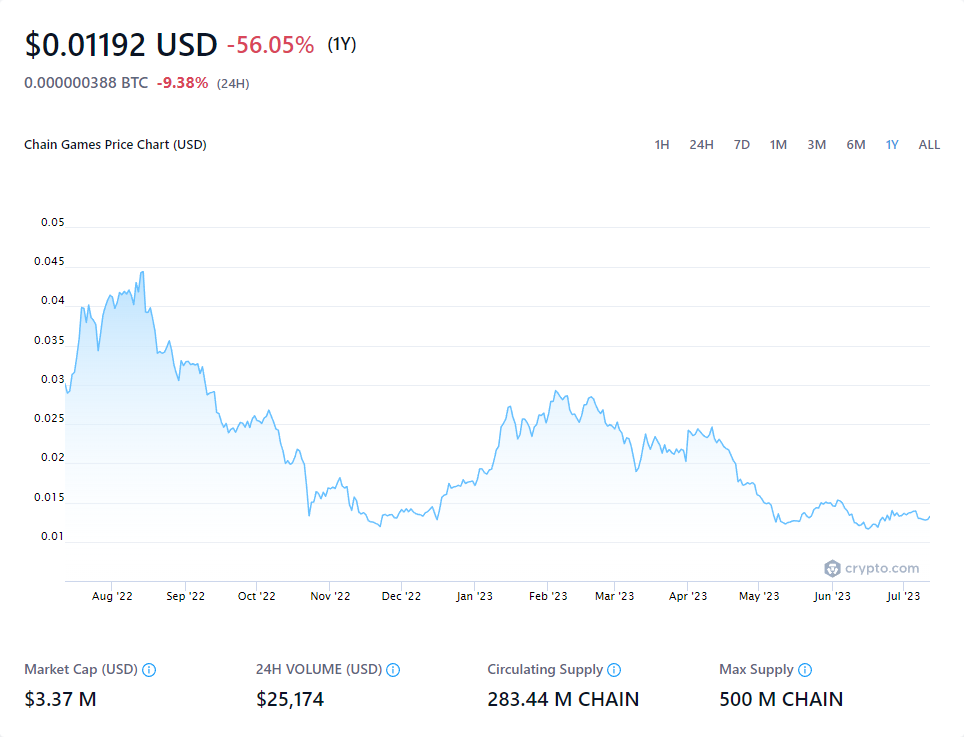 $0.01192 USD -56.05% (1Y)
0.000000388 BTC -9.38% (24H)
Chain Games Price Chart (USD)
1H 24H 7D 1M 3M 6M 1Y ALL
0.05
0.045
0.04
0.035
0.03
0.025
0.02
0.015
0.01
crypto.com
Aug '22 Sep '22 Oct '22 Nov '22 Dec '22 Jan '23 Feb '23 Mar '23 Apr '23 May '23 Jun '23 Jul '23
Market Cap (USD) 24H VOLUME (USD) Circulating Supply Max Supply
$3.37 M $25,174 283.44 M CHAIN 500 M CHAIN